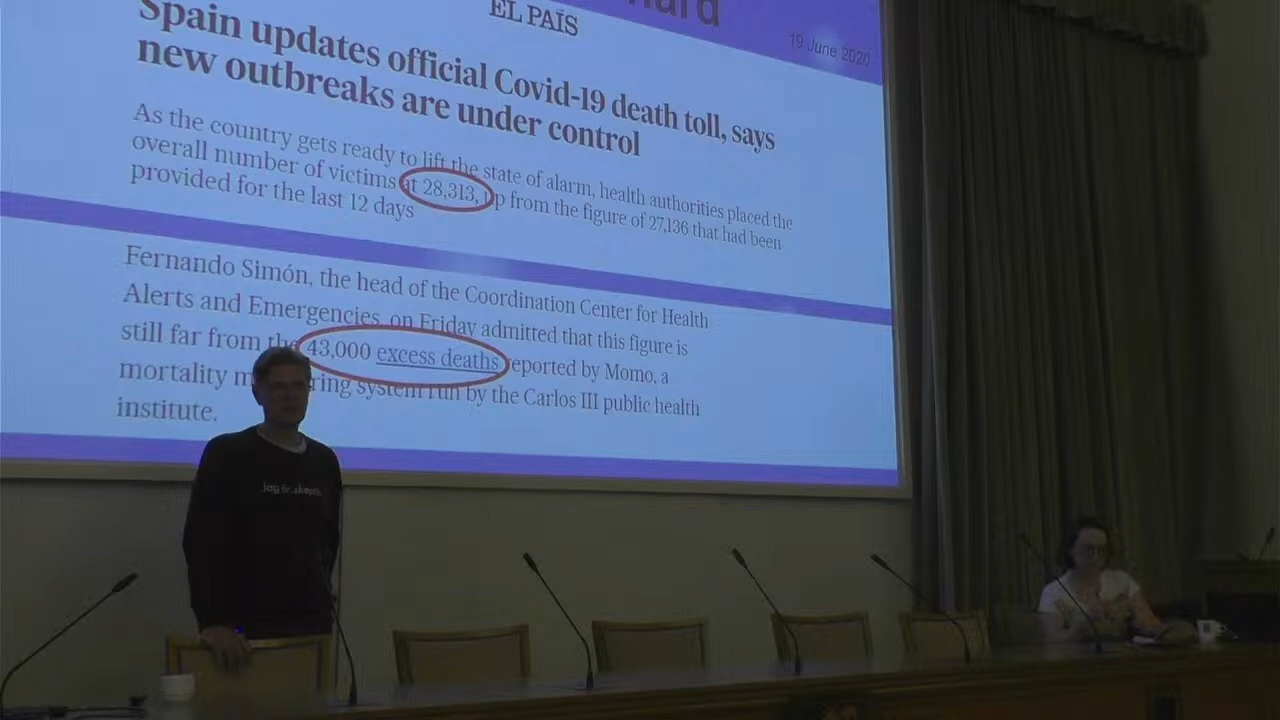 EL PAÍS
19 June 2020
Spain updates official Covid-19 death toll, says
new outbreaks are under control
As the country gets ready to lift the state of alarm, health authorities placed the
overall number of victims at 28,313, up from the figure of 27,136 that had been
provided for the last 12 days
Fernando Simón, the head of the Coordination Center for Health
Alerts and Emergencies, on Friday admitted that this figure is
still far from the 43,000 excess deaths reported by Momo, a
mortality system run by the Carlos III public health
institute.